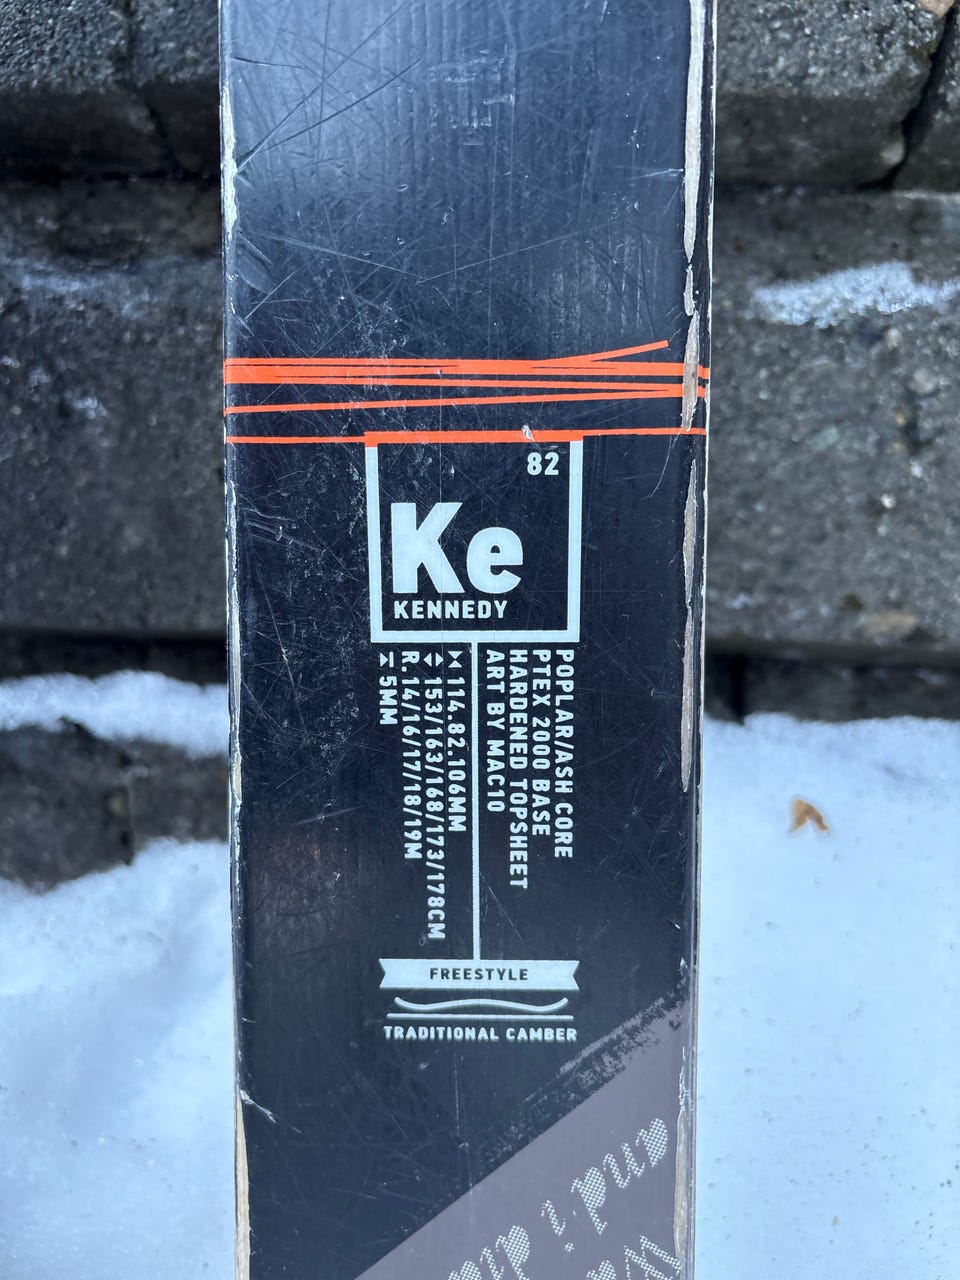 82
Ke
KENNEDY
POPLAR/ASH CORE
PTEX 2000 BASE
HARDENED TOPSHEET
ART BY MAC10
114.82.106MM
153/163/168/173/178CM
R.14/16/17/18/19M
5MM
FREESTYLE
TRADITIONAL CAMBER
and i